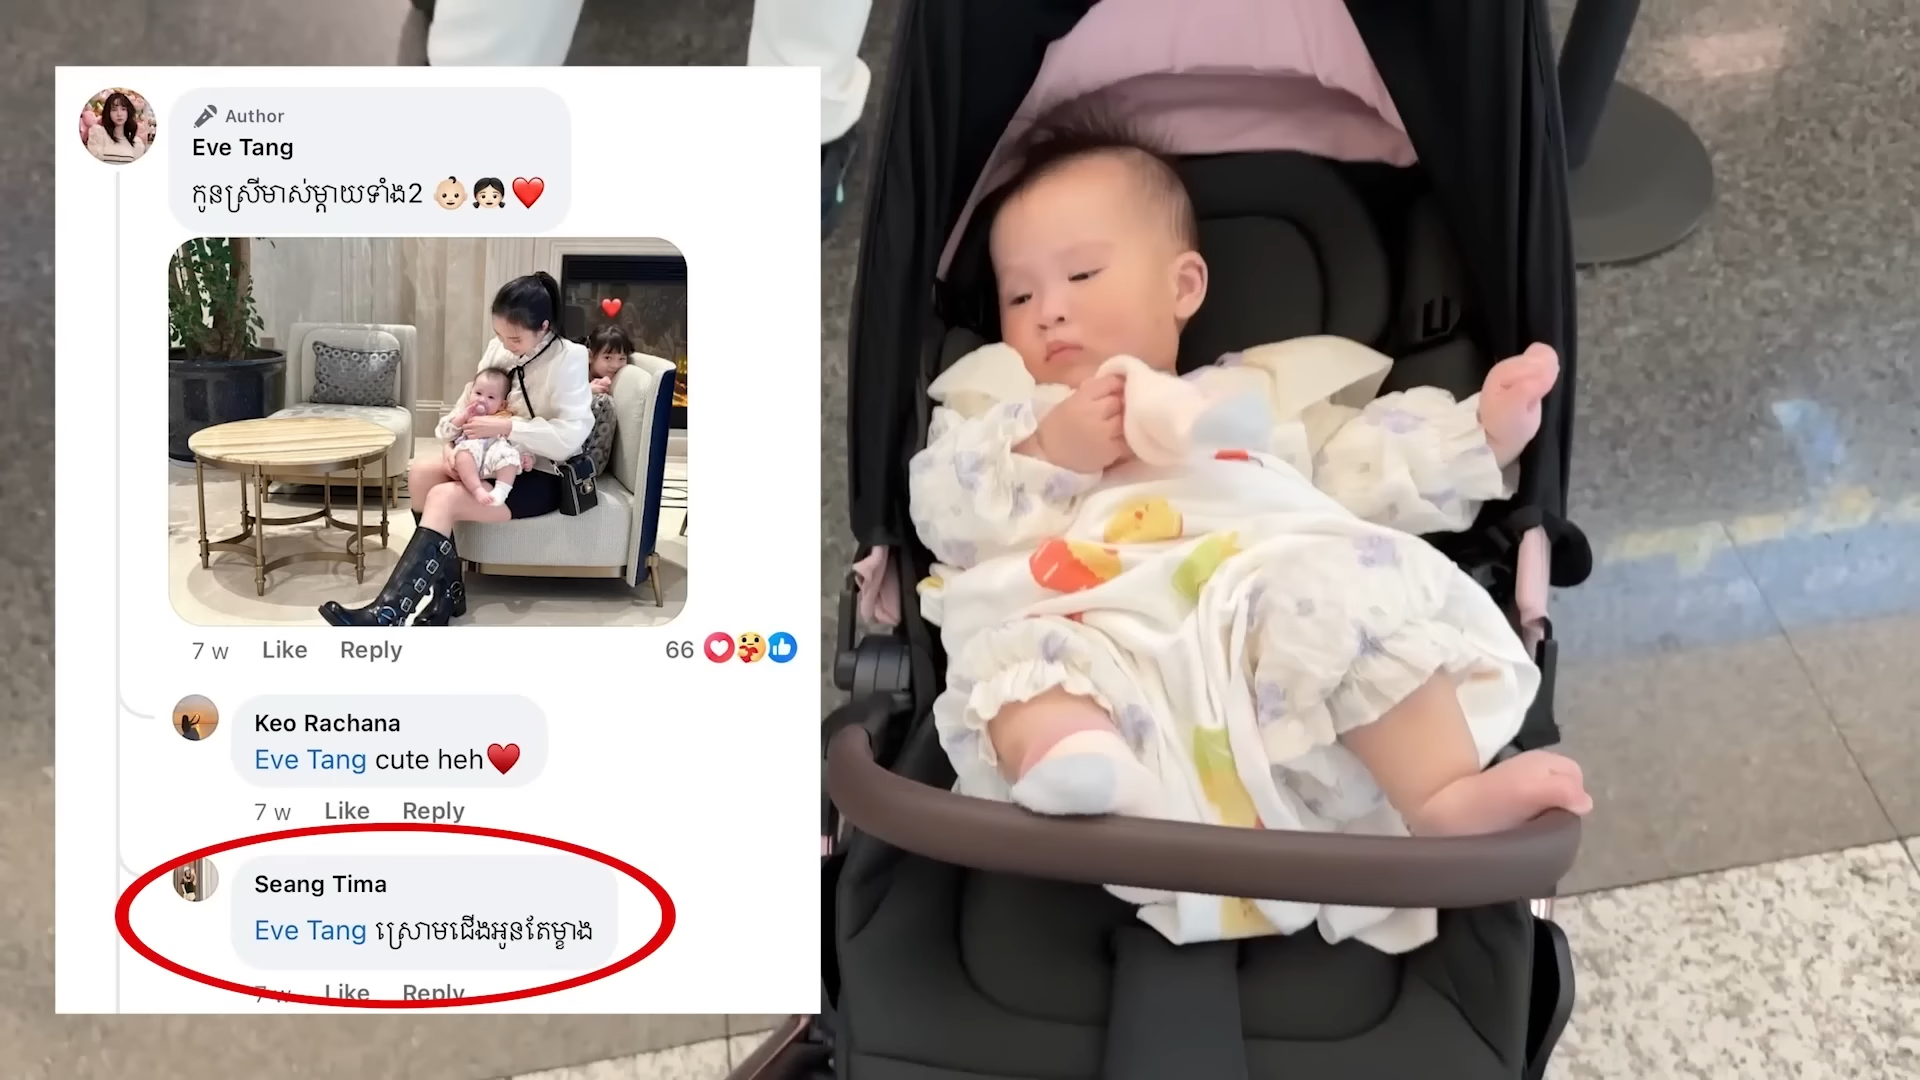 Author
Eve Tang
កូនស្រីមាស់ម្ដាយទាំង2 👶🏻👧🏻❤️
7 w Like Reply 66
Keo Rachana
Eve Tang cute heh♥️
7 w Like Reply
Seang Tima
Eve Tang ស្រោមជើងអូនតែម្ខាង
7 w Like Reply